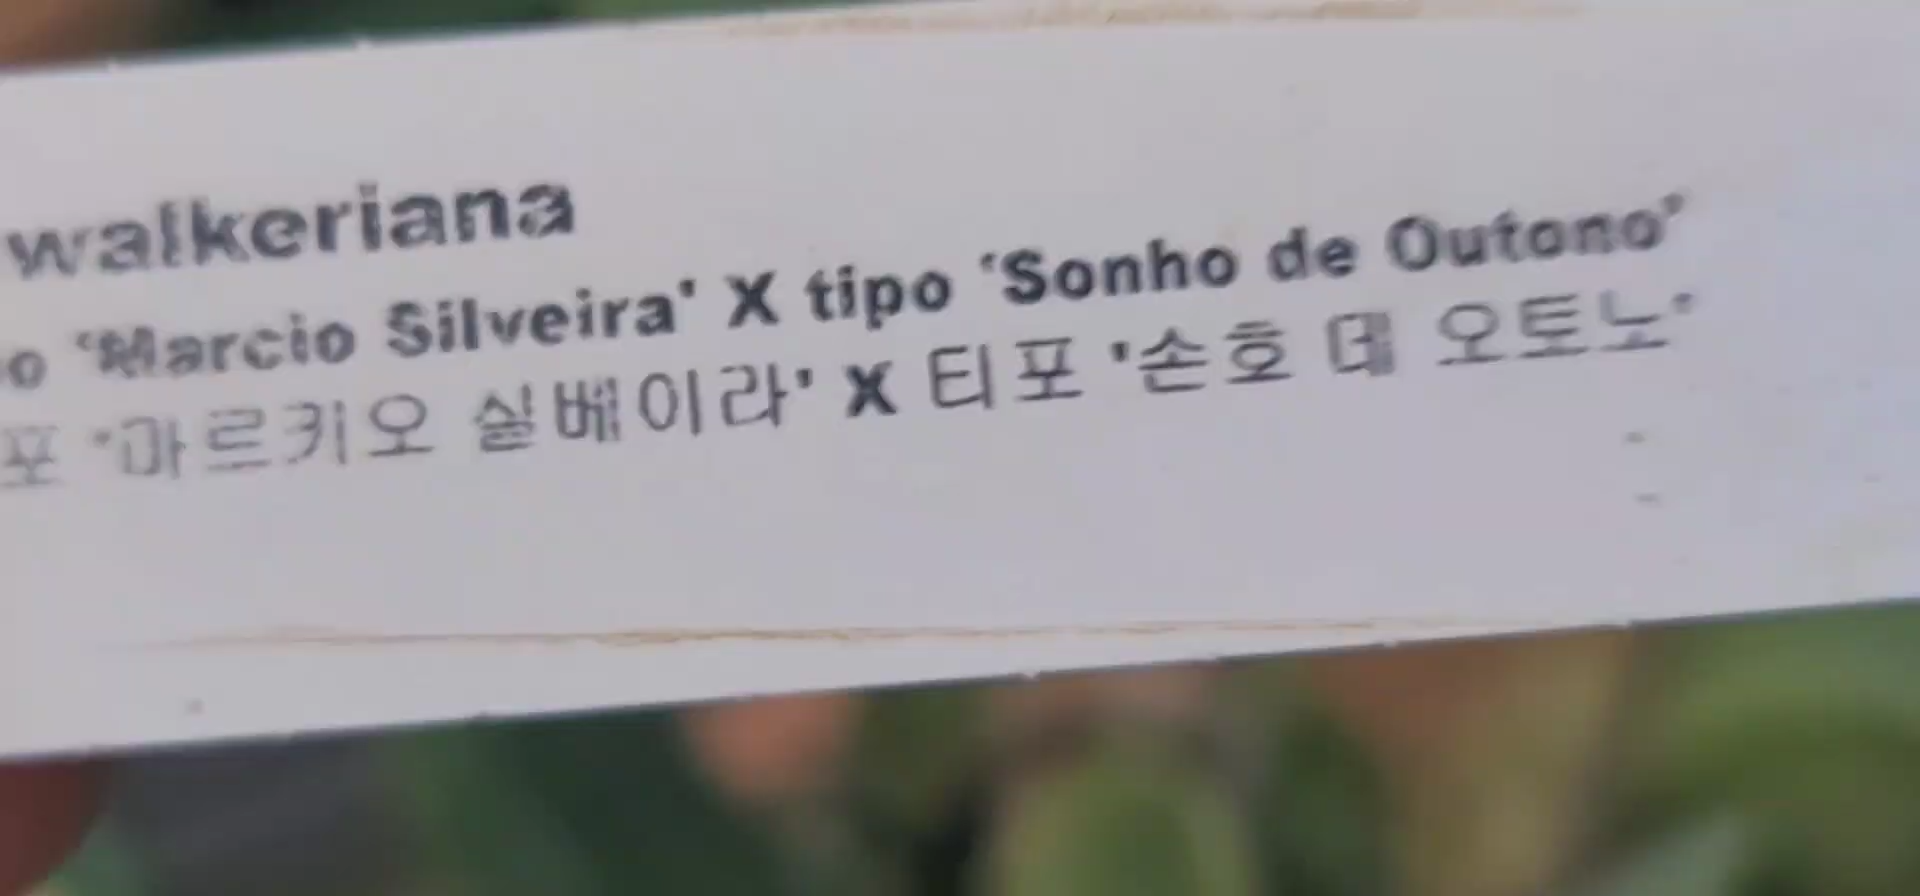 walkeriana
o ‘Marcio Silveira’ X tipo ‘Sonho de Outono’
포 ‘마르키오 실베이라’ X 티포 ‘손호 데 오토노’